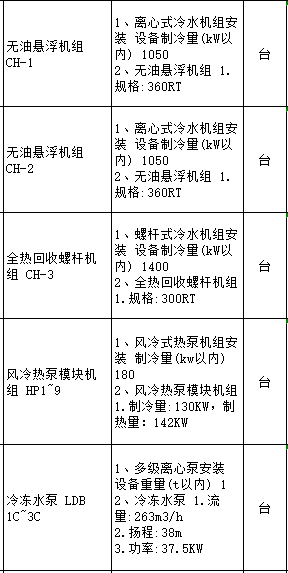 无油悬浮机组
CH-1
1、离心式冷水机组安
装 设备制冷量(kW以
内) 1050
2、无油悬浮机组 1.
规格:360RT
台
无油悬浮机组
CH-2
1、离心式冷水机组安
装 设备制冷量(kW以
内) 1050
2、无油悬浮机组 1.
规格:360RT
台
全热回收螺杆机
组 CH-3
1、螺杆式冷水机组安
装 设备制冷量(kW以
内) 1400
2、全热回收螺杆机组
1.规格:300RT
台
风冷热泵模块机
组 HP1~9
1、风冷式热泵机组安
装 制冷量(kw以内)
180
2、风冷热泵模块机组
1.制冷量:130KW，制
热量：142KW
台
冷冻水泵 LDB
1C~3C
1、多级离心泵安装
设备重量(t以内) 1
2、冷冻水泵 1.流
量:263m3/h
2.扬程:38m
3.功率:37.5KW
台